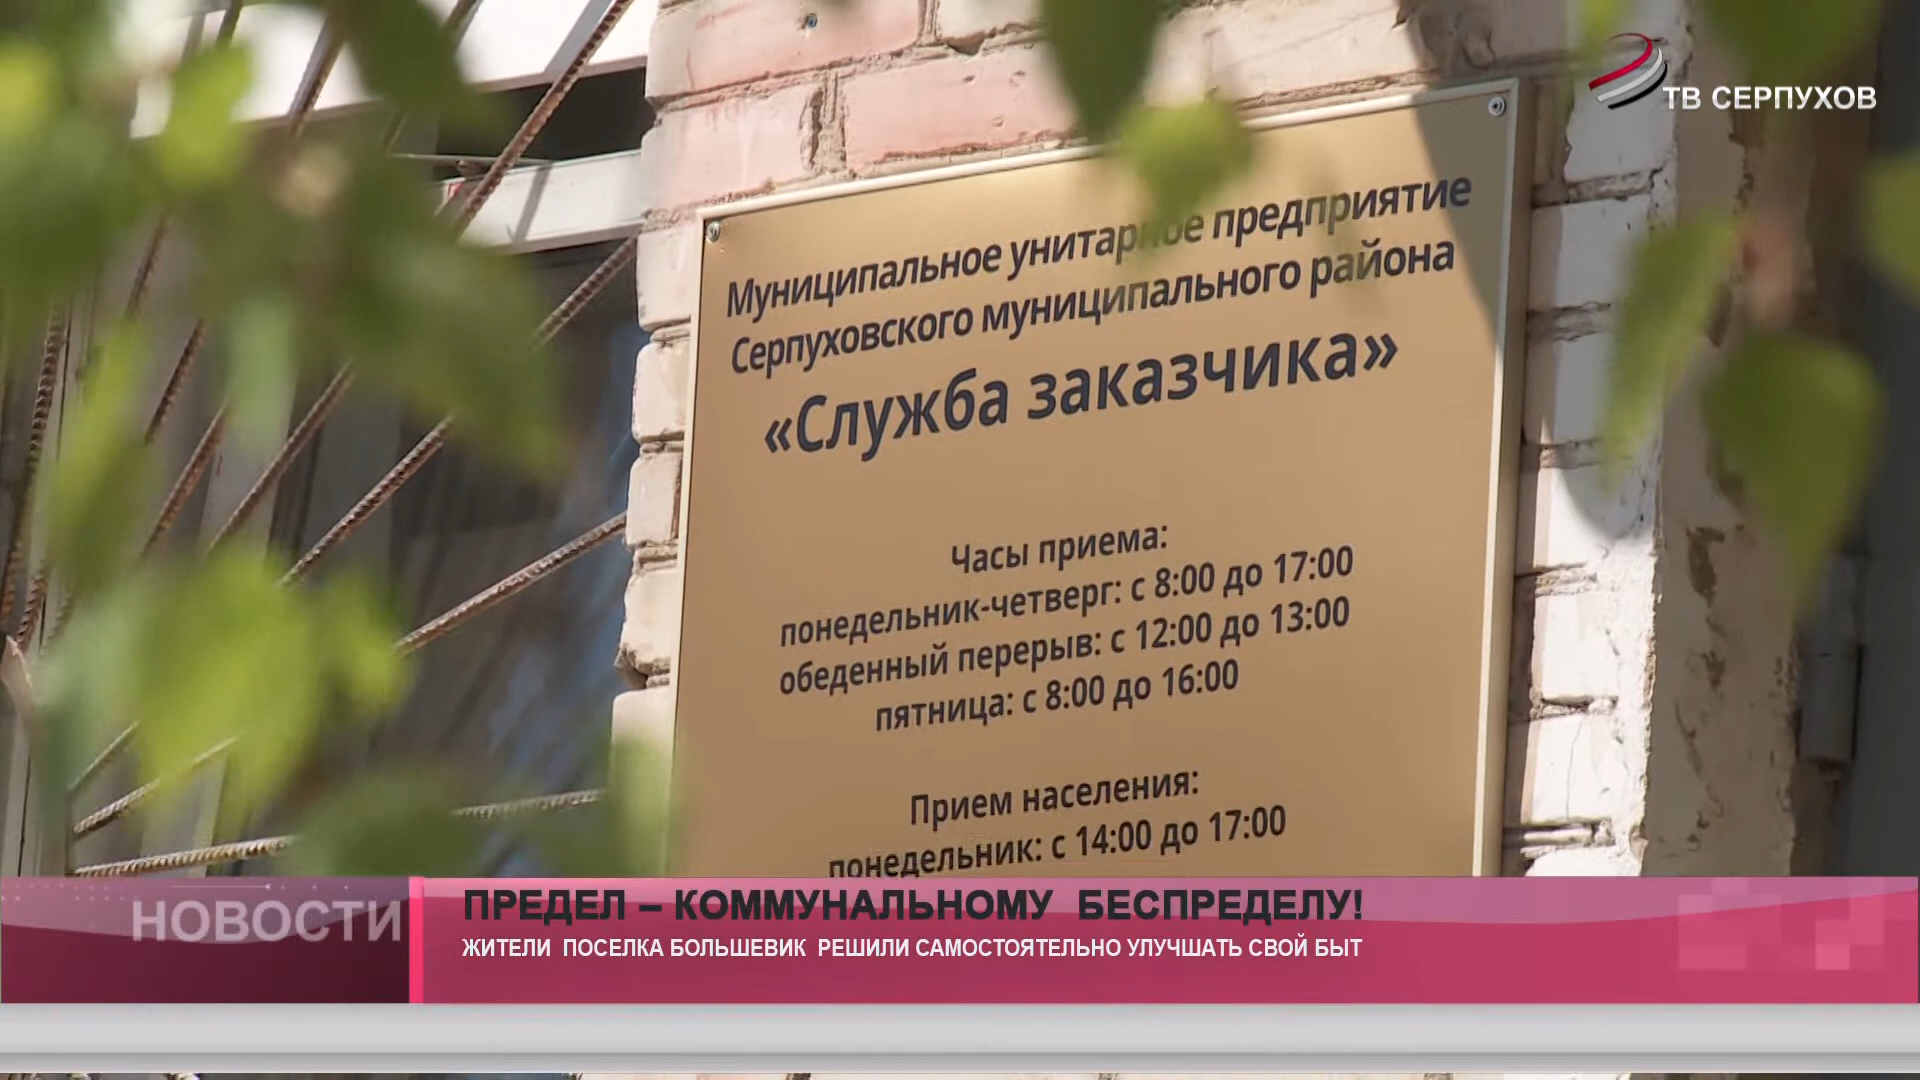 ТВ СЕРПУХОВ
Муниципальное унитарное предприятие
Серпуховского муниципального района
«Служба заказчика»
Часы приема:
понедельник-четверг: с 8:00 до 17:00
обеденный перерыв: с 12:00 до 13:00
пятница: с 8:00 до 16:00
Прием населения:
понедельник: с 14:00 до 17:00
НОВОСТИ
ПРЕДЕЛ – КОММУНАЛЬНОМУ БЕСПРЕДЕЛУ!
ЖИТЕЛИ ПОСЕЛКА БОЛЬШЕВИК РЕШИЛИ САМОСТОЯТЕЛЬНО УЛУЧШАТЬ СВОЙ БЫТ